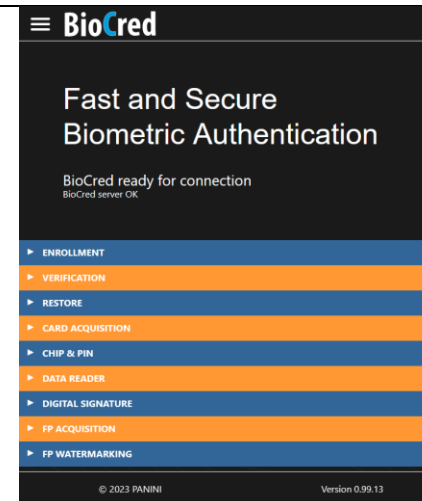 BioCred
Fast and Secure
Biometric Authentication
BioCred ready for connection
BioCred server OK
ENROLLMENT
VERIFICATION
RESTORE
CARD ACQUISITION
CHIP & PIN
DATA READER
DIGITAL SIGNATURE
FP ACQUISITION
FP WATERMARKING
© 2023 PANINI Version 0.99.13